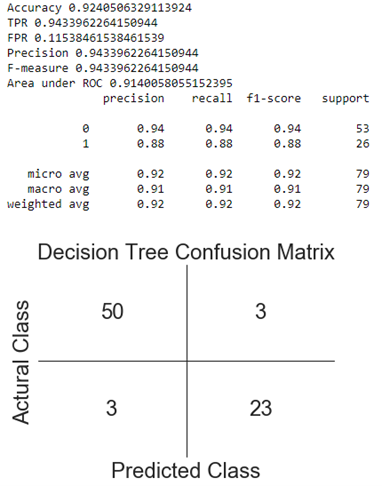 Accuracy 0.9240506329113924
TPR 0.9433962264150944
FPR 0.11538461538461539
Precision 0.9433962264150944
F-measure 0.9433962264150944
Area under ROC 0.9140058055152395
precision recall f1-score support
0 0.94 0.94 0.94 53
1 0.88 0.88 0.88 26
micro avg 0.92 0.92 0.92 79
macro avg 0.91 0.91 0.91 79
weighted avg 0.92 0.92 0.92 79
Decision Tree Confusion Matrix
Actural Class
50 3
3 23
Predicted Class